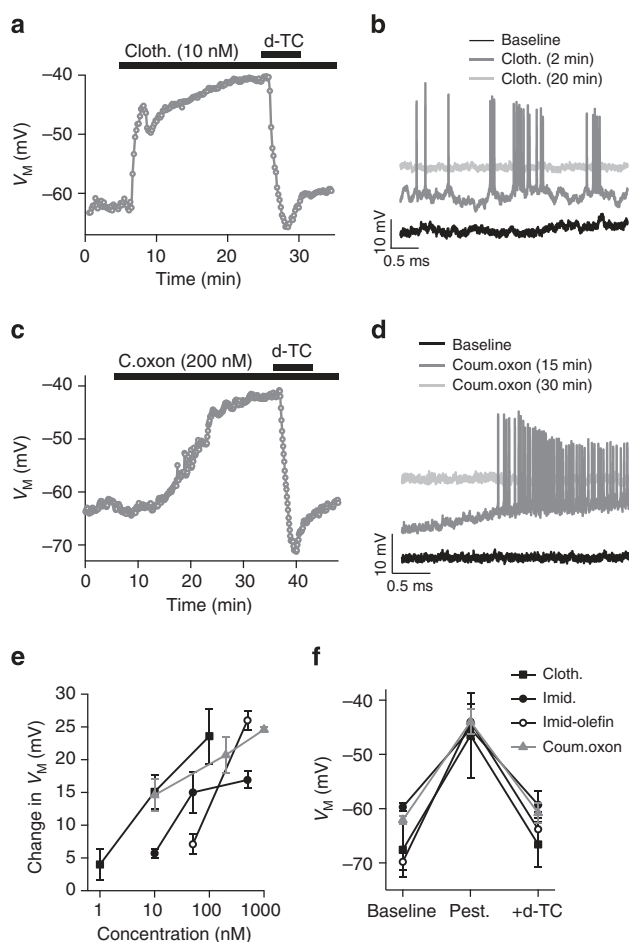 a
Cloth. (10 nM)
d-TC
–40
–50
–60
V_M (mV)
0
10
20
30
Time (min)
b
Baseline
Cloth. (2 min)
Cloth. (20 min)
10 mV
0.5 ms
c
C.oxon (200 nM)
d-TC
–40
–50
–60
–70
V_M (mV)
0
10
20
30
40
Time (min)
d
Baseline
Coum.oxon (15 min)
Coum.oxon (30 min)
10 mV
0.5 ms
e
30
25
20
15
10
5
0
Change in V_M (mV)
1
10
100
1000
Concentration (nM)
f
Cloth.
Imid.
Imid-olefin
Coum.oxon
–40
–50
–60
–70
V_M (mV)
Baseline
Pest.
+d-TC